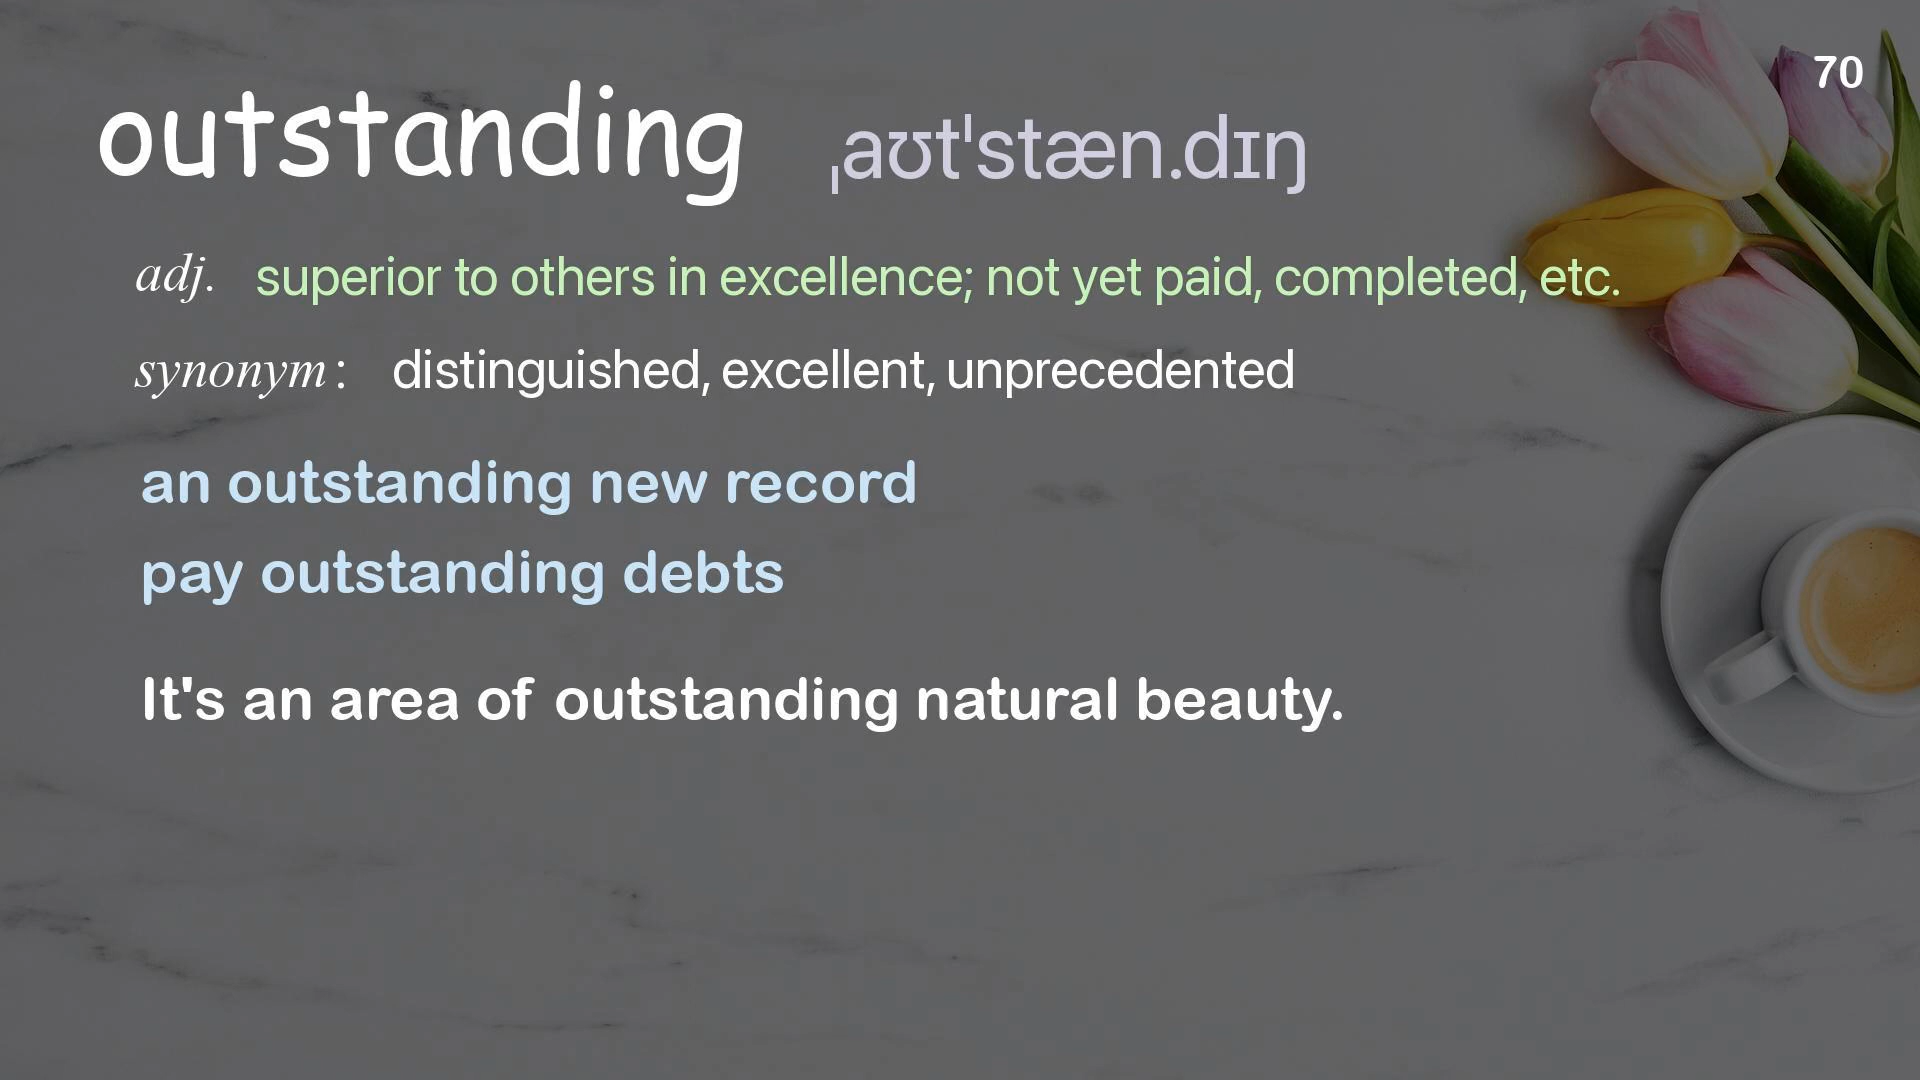 70
outstanding ˌaʊtˈstæn.dɪŋ
adj. superior to others in excellence; not yet paid, completed, etc.
synonym : distinguished, excellent, unprecedented
an outstanding new record
pay outstanding debts
It's an area of outstanding natural beauty.